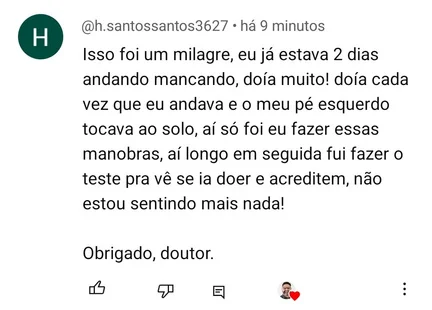 H
@h.santossantos3627 • há 9 minutos
Isso foi um milagre, eu já estava 2 dias
andando mancando, doía muito! doía cada
vez que eu andava e o meu pé esquerdo
tocava ao solo, aí só foi eu fazer essas
manobras, aí longo em seguida fui fazer o
teste pra vê se ia doer e acreditem, não
estou sentindo mais nada!
Obrigado, doutor.